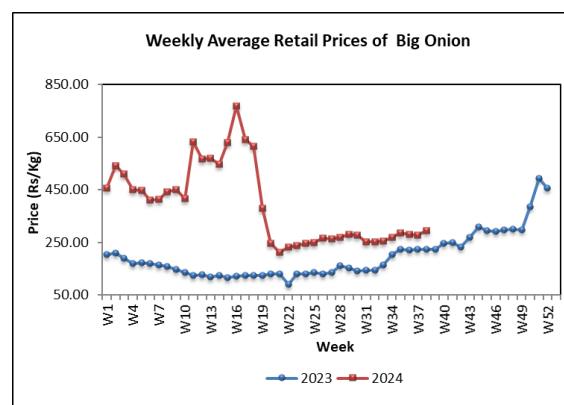 Weekly Average Retail Prices of Big Onion
850.00
650.00
450.00
250.00
50.00
Price (Rs/Kg)
W1
W4
W7
W10
W13
W16
W19
W22
W25
W28
W31
W34
W37
W40
W43
W46
W49
W52
Week
2023
2024